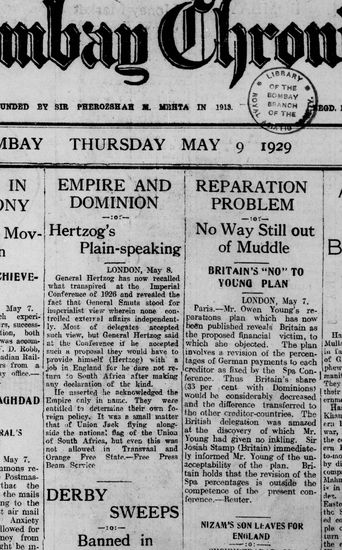 ombay Chroni
UNDED BY SIR PHEROZSHAH M. MEHTA IN 1913.
LIBRARY
OF THE
BOMBAY
BRANCH
OF THE
ROYAL
MBAY THURSDAY MAY 9 1929
IN
ONY
Mov-
CHIEVE-
May 7.
experi-
success-
tion, both
F. D. Robb,
adian Rail-
rs from a
y office—
AGHDAD
RAL'S
May 7.
mmons re-
Postmas-
that the
the mails
ng to the
air mail
Anxiety
llowed for
ney from
EMPIRE AND
DOMINION
Hertzog's
Plain-speaking
LONDON, May 8.
General Hertzog has now recalled
what transpired at the Imperial
Conference of 1926 and revealed the
fact that General Smuts stood for
imperialist view wherein none con-
trolled external affairs independent-
ly. Most of delegates accepted
such view, but General Hertzog said
at the Conference if he accepted
such a proposal they would have to
provide himself (Hertzog) with a
job in England for he dare not re-
turn to South Africa after making
any declaration of the kind.
He asserted he acknowledged the
Empire only in name. They were
entitled to determine their own fo-
reign policy. It was a small matter
that of Union Jack flying along-
side the national flag of the Union
of South Africa, but even this was
not allowed in Transvaal and
Orange Free State.—Free Press
Beam Service
DERBY
SWEEPS
Banned in
REPARATION
PROBLEM
No Way Still out
of Muddle
BRITAIN'S "NO" TO
YOUNG PLAN
LONDON, May 7.
Paris.—Mr. Owen Young's re-
parations plan which has now
been published reveals Britain as
the proposed financial victim, to
which she objected. The plan
involves a revision of the percen-
tages of German payments to each
creditor as fixed by the Spa Con-
ference. Thus Britain's share
(33 per cent with Dominions)
would be considerably decreased
and the difference transferred to
the other creditor-countries. The
British delegation was amazed
at the discovery of which Mr.
Young had given no inkling. Sir
Josiah Stamp (Britain) immediate-
ly informed Mr. Young of the un-
acceptability of the plan. Bri-
tain holds that the revision of the
Spa percentages is outside the
competence of the present con-
ference.—Reuter.
NIZAM'S SON LEAVES FOR
ENGLAND